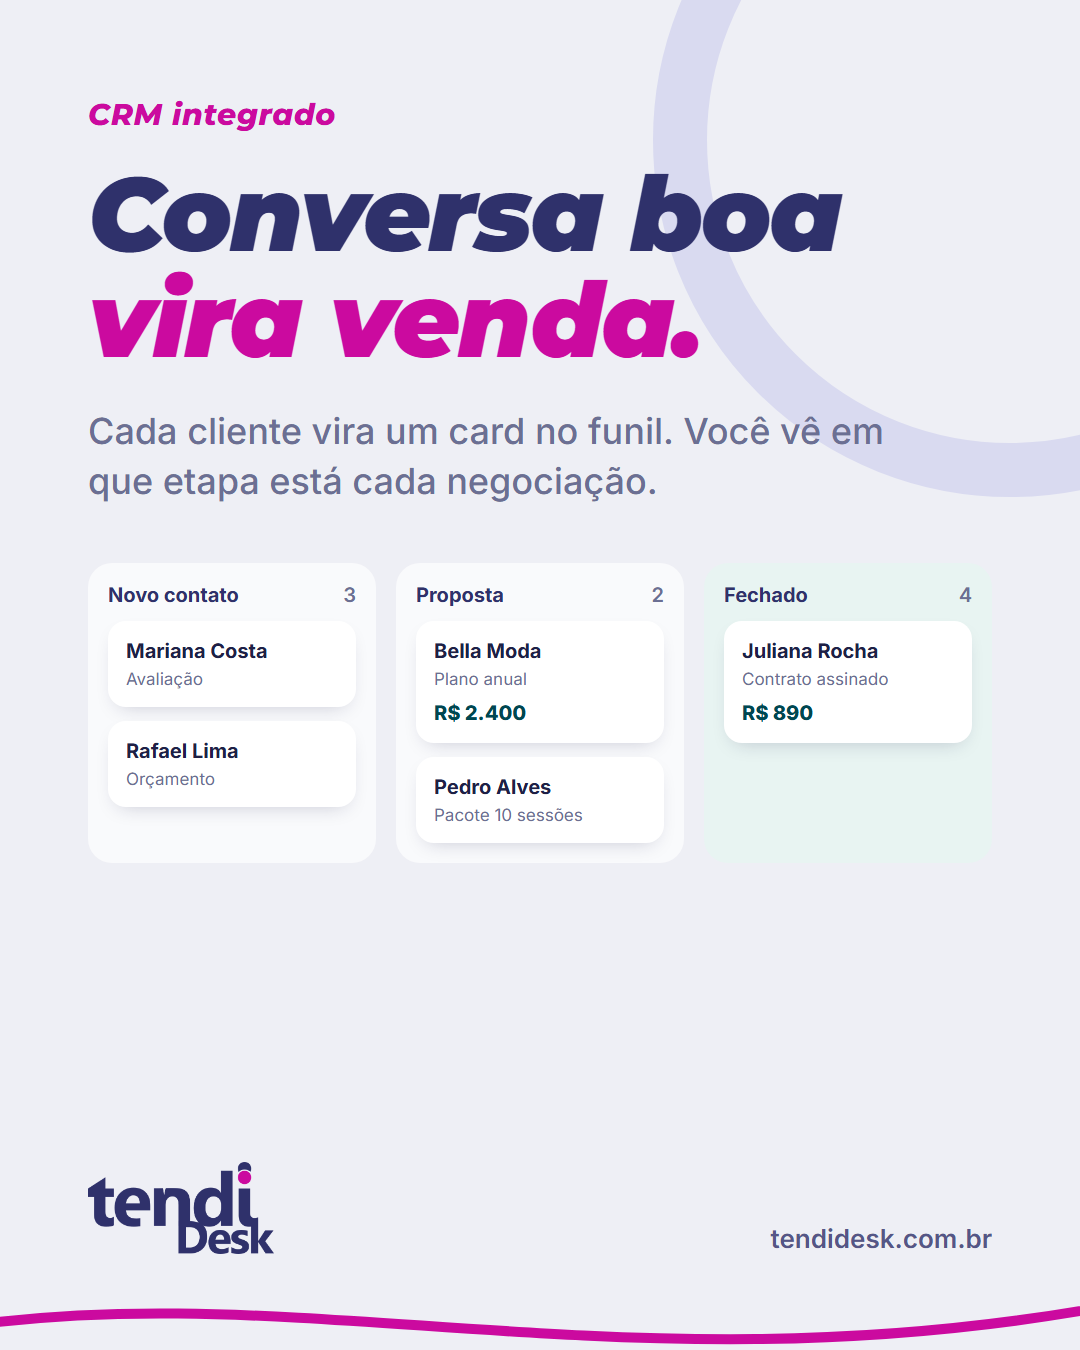 CRM integrado
Conversa boa
vira venda.
Cada cliente vira um card no funil. Você vê em
que etapa está cada negociação.
Novo contato 3
Mariana Costa
Avaliação
Rafael Lima
Orçamento
Proposta 2
Bella Moda
Plano anual
R$ 2.400
Pedro Alves
Pacote 10 sessões
Fechado 4
Juliana Rocha
Contrato assinado
R$ 890
tendi
Desk
tendidesk.com.br